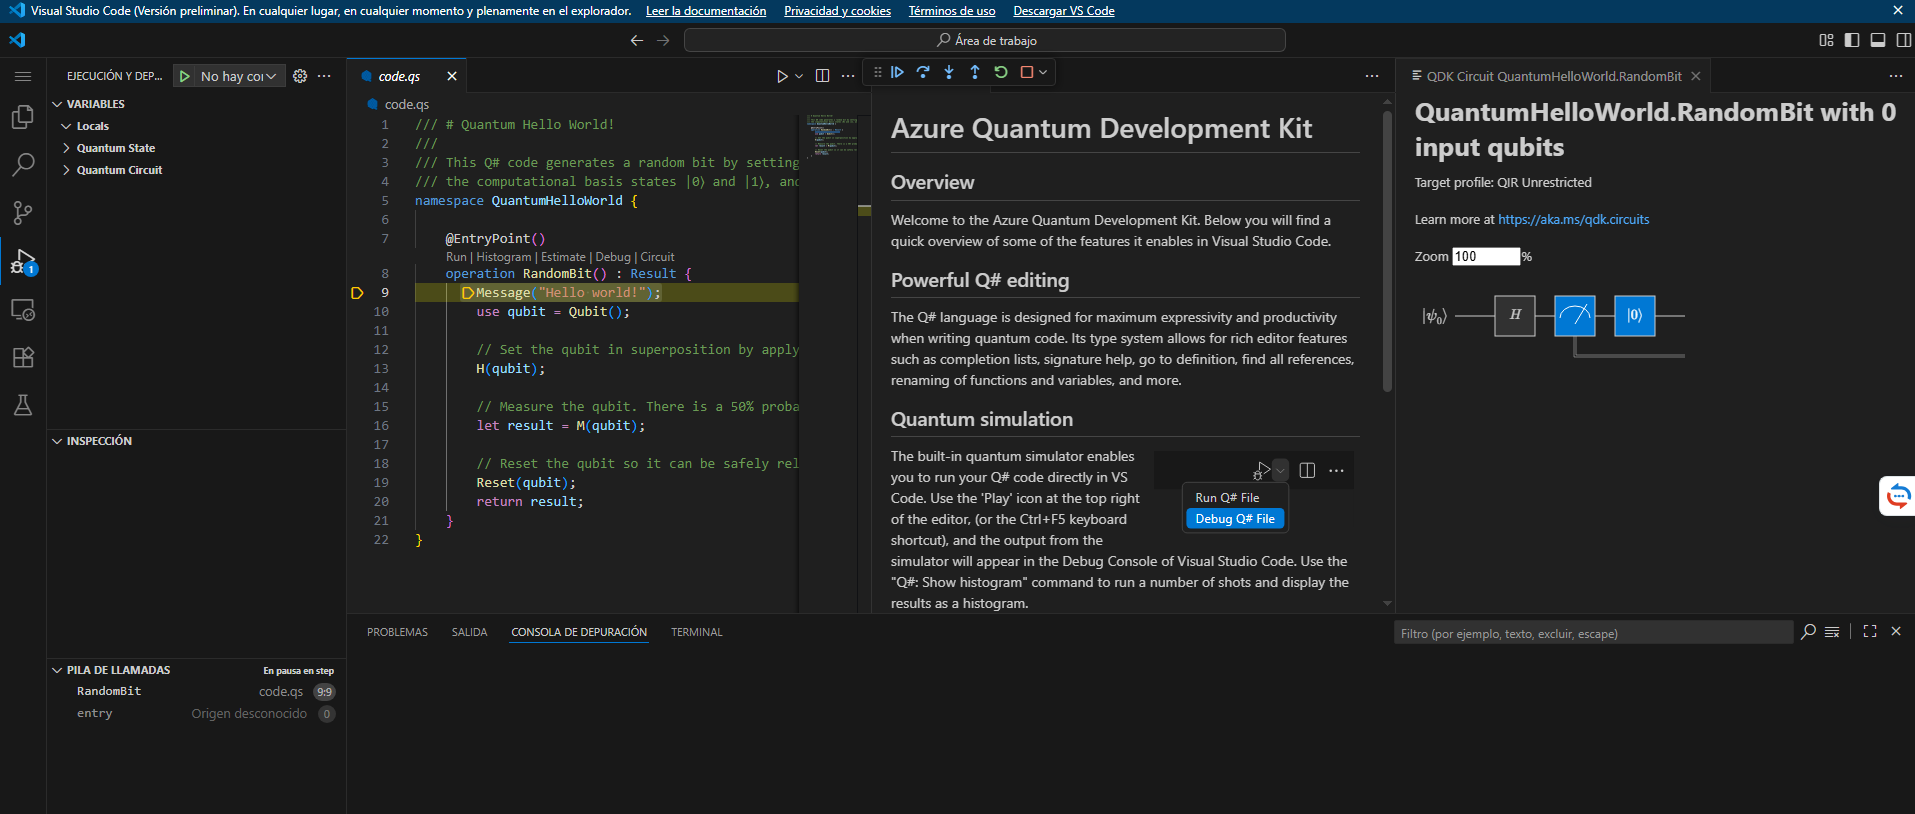 Visual Studio Code (Versión preliminar). En cualquier lugar, en cualquier momento y plenamente en el explorador. Leer la documentación Privacidad y cookies Términos de uso Descargar VS Code
Área de trabajo
EJECUCIÓN Y DEP... No hay cor
VARIABLES
Locals
Quantum State
Quantum Circuit
INSPECCIÓN
PILA DE LLAMADAS En pausa en step
RandomBit code.qs 9:9
entry Origen desconocido 0
1
code.qs
code.qs
1 /// # Quantum Hello World!
2 ///
3 /// This Q# code generates a random bit by setting
4 /// the computational basis states |0⟩ and |1⟩, and
5 namespace QuantumHelloWorld {
6
7 @EntryPoint()
Run | Histogram | Estimate | Debug | Circuit
8 operation RandomBit() : Result {
9 Message("Hello world!");
10 use qubit = Qubit();
11
12 // Set the qubit in superposition by apply
13 H(qubit);
14
15 // Measure the qubit. There is a 50% proba
16 let result = M(qubit);
17
18 // Reset the qubit so it can be safely rel
19 Reset(qubit);
20 return result;
21 }
22 }
Azure Quantum Development Kit
Overview
Welcome to the Azure Quantum Development Kit. Below you will find a
quick overview of some of the features it enables in Visual Studio Code.
Powerful Q# editing
The Q# language is designed for maximum expressivity and productivity
when writing quantum code. Its type system allows for rich editor features
such as completion lists, signature help, go to definition, find all references,
renaming of functions and variables, and more.
Quantum simulation
The built-in quantum simulator enables
you to run your Q# code directly in VS
Code. Use the 'Play' icon at the top right
of the editor, (or the Ctrl+F5 keyboard
shortcut), and the output from the
simulator will appear in the Debug Console of Visual Studio Code. Use the
"Q#: Show histogram" command to run a number of shots and display the
results as a histogram.
Run Q# File
Debug Q# File
QDK Circuit QuantumHelloWorld.RandomBit
QuantumHelloWorld.RandomBit with 0
input qubits
Target profile: QIR Unrestricted
Learn more at https://aka.ms/qdk.circuits
Zoom 100 %
|ψ₀⟩ H |0⟩
PROBLEMAS SALIDA CONSOLA DE DEPURACIÓN TERMINAL
Filtro (por ejemplo, texto, excluir, escape)